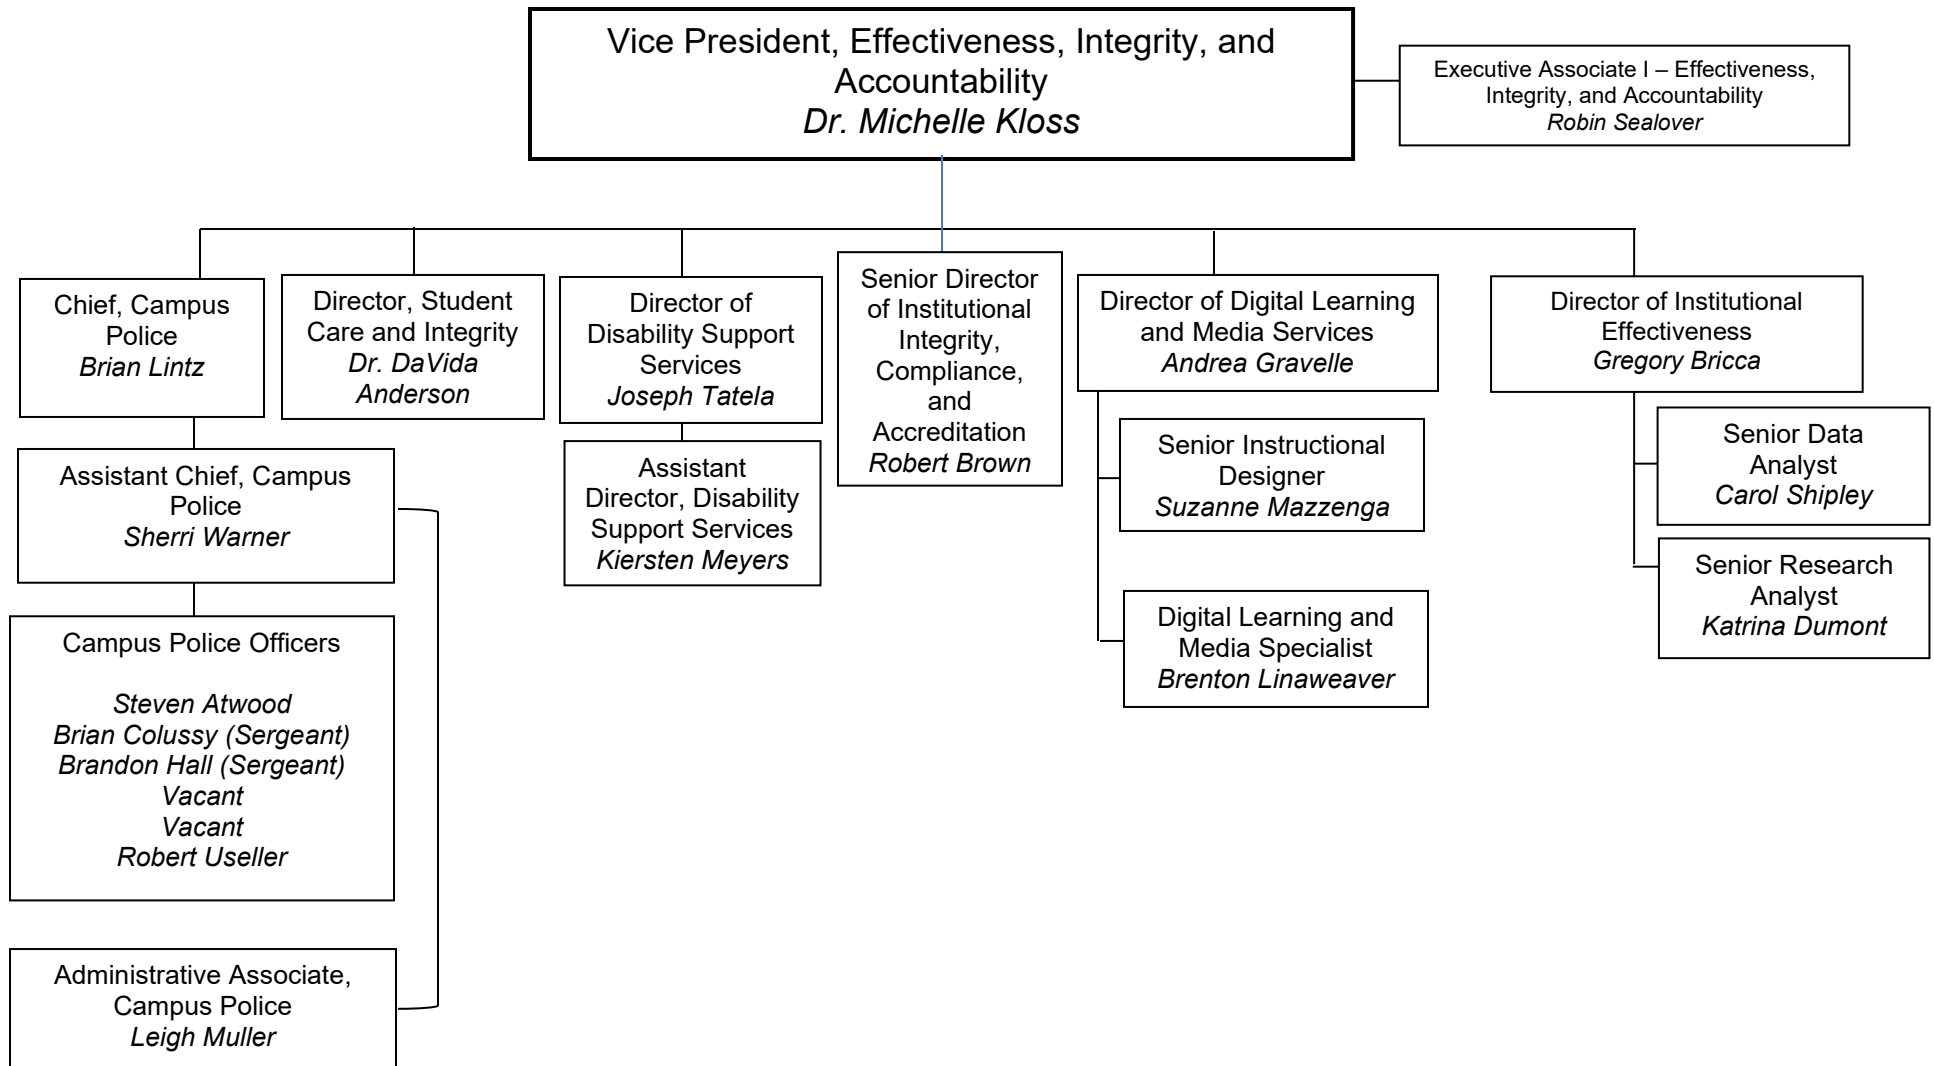 Vice President, Effectiveness, Integrity, and
Accountability
Dr. Michelle Kloss
Executive Associate I – Effectiveness,
Integrity, and Accountability
Robin Sealover
Chief, Campus
Police
Brian Lintz
Director, Student
Care and Integrity
Dr. DaVida
Anderson
Director of
Disability Support
Services
Joseph Tatela
Senior Director
of Institutional
Integrity,
Compliance,
and
Accreditation
Robert Brown
Director of Digital Learning
and Media Services
Andrea Gravelle
Director of Institutional
Effectiveness
Gregory Bricca
Assistant Chief, Campus
Police
Sherri Warner
Assistant
Director, Disability
Support Services
Kiersten Meyers
Senior Instructional
Designer
Suzanne Mazzenga
Senior Data
Analyst
Carol Shipley
Digital Learning and
Media Specialist
Brenton Linaweaver
Senior Research
Analyst
Katrina Dumont
Campus Police Officers
Steven Atwood
Brian Colussy (Sergeant)
Brandon Hall (Sergeant)
Vacant
Vacant
Robert Useller
Administrative Associate,
Campus Police
Leigh Muller